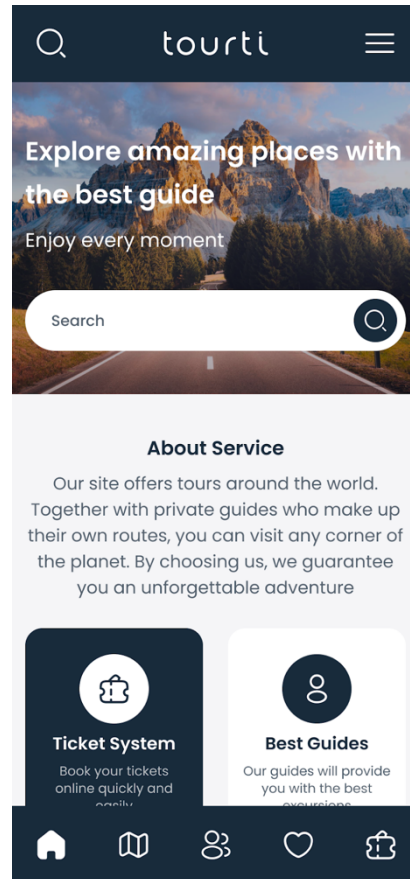 tourti
Explore amazing places with
the best guide
Enjoy every moment
Search
About Service
Our site offers tours around the world.
Together with private guides who make up
their own routes, you can visit any corner of
the planet. By choosing us, we guarantee
you an unforgettable adventure
Ticket System
Book your tickets
online quickly and
easily
Best Guides
Our guides will provide
you with the best
excursions